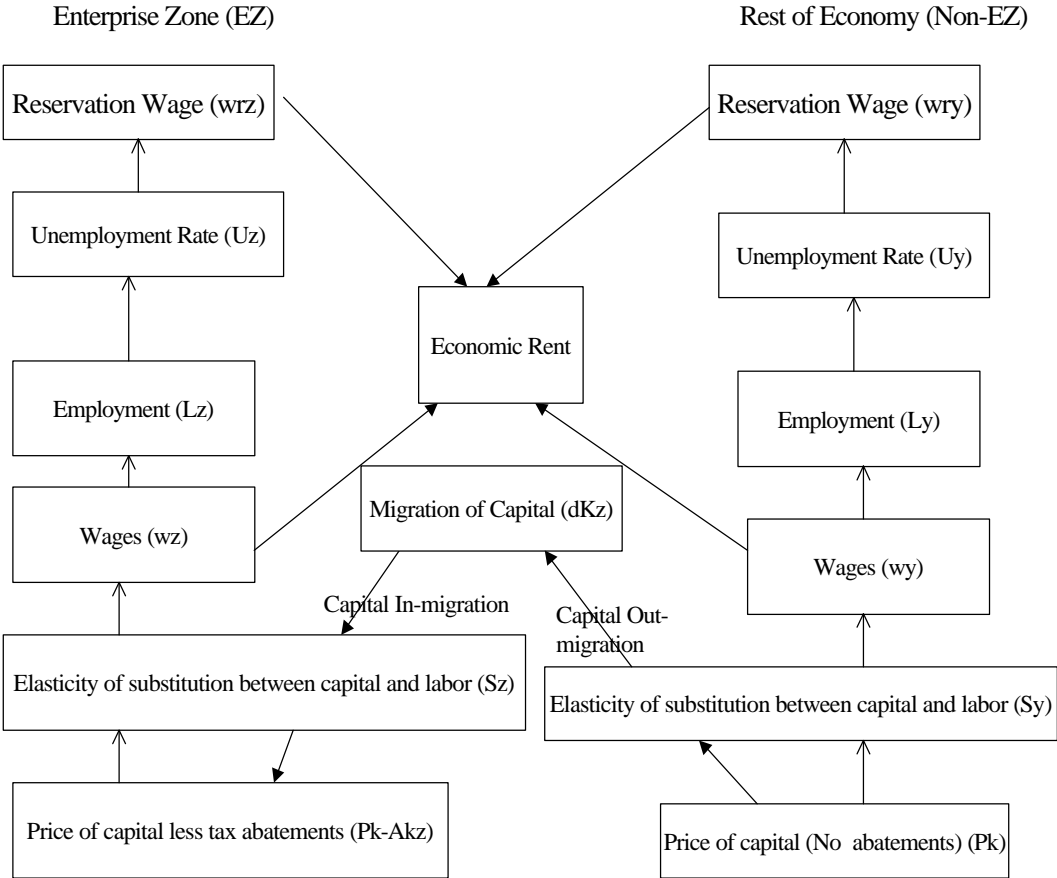 Enterprise Zone (EZ)
Rest of Economy (Non-EZ)
Reservation Wage (wrz)
Reservation Wage (wry)
Unemployment Rate (Uz)
Unemployment Rate (Uy)
Economic Rent
Employment (Lz)
Employment (Ly)
Migration of Capital (dKz)
Wages (wz)
Wages (wy)
Capital In-migration
Capital Out-
migration
Elasticity of substitution between capital and labor (Sz)
Elasticity of substitution between capital and labor (Sy)
Price of capital less tax abatements (Pk-Akz)
Price of capital (No abatements) (Pk)